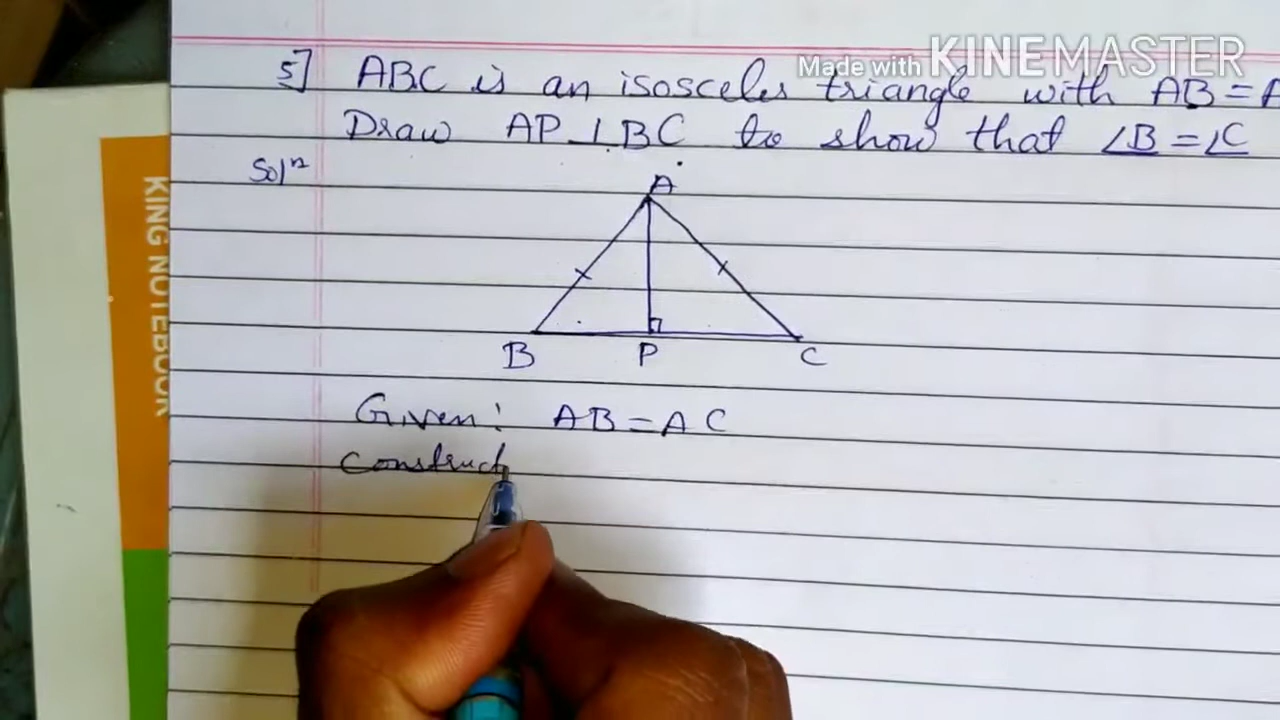 Made with KINEMASTER
5] ABC is an isosceles triangle with AB = A
Draw AP ⊥ BC to show that ∠B = ∠C
Solⁿ
A
B P C
Given: AB = AC
Construct
KING NOTEBOOK